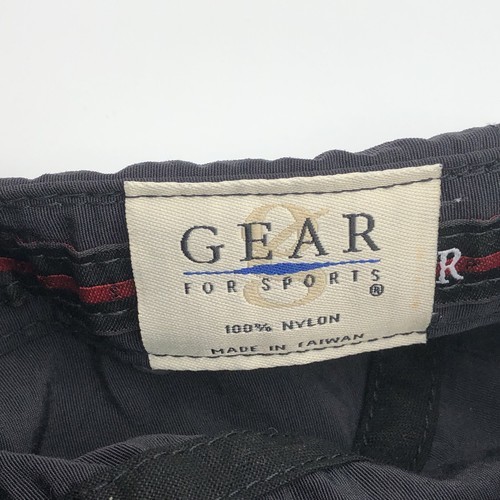 GEAR
FOR SPORTS®
100% NYLON
MADE IN TAIWAN
R